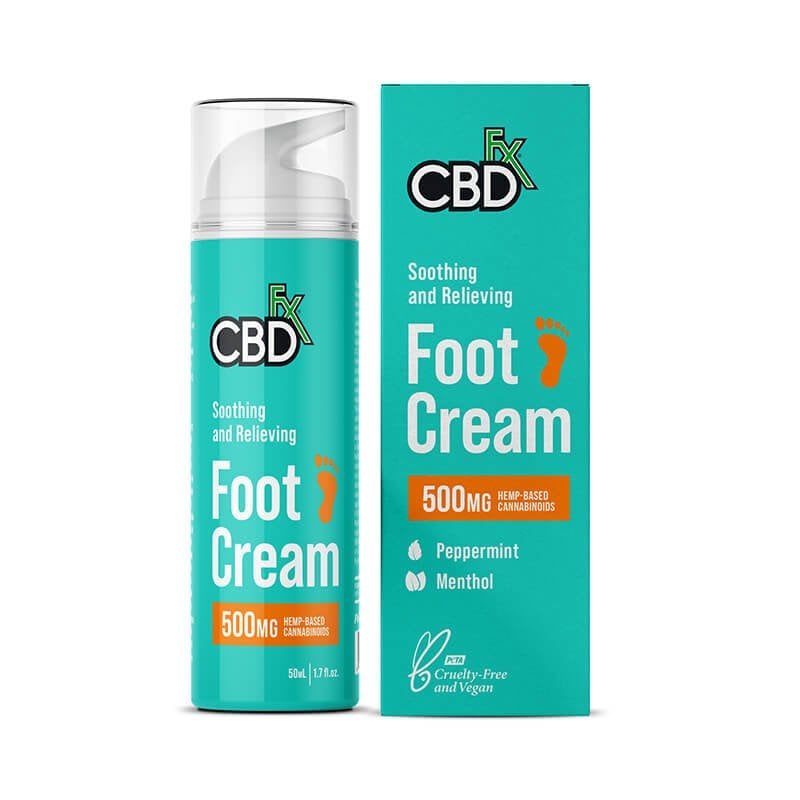 CBDFX®
Soothing
and Relieving
Foot
Cream
500MG HEMP-BASED
CANNABINOIDS
50mL | 1.7 fl.oz.
CBDFX®
Soothing
and Relieving
Foot
Cream
500MG HEMP-BASED
CANNABINOIDS
Peppermint
Menthol
PETA
Cruelty-Free
and Vegan